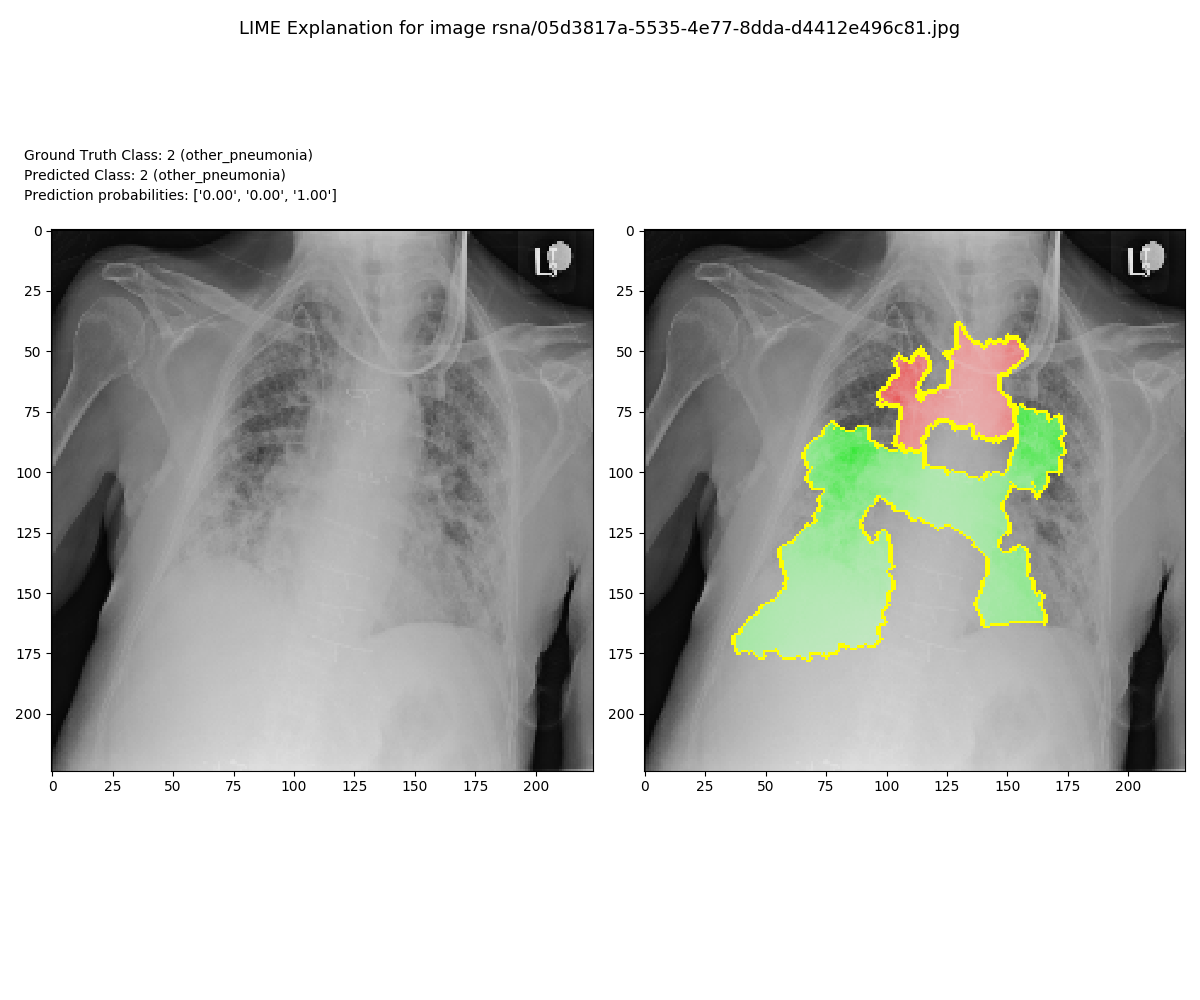 LIME Explanation for image rsna/05d3817a-5535-4e77-8dda-d4412e496c81.jpg
Ground Truth Class: 2 (other_pneumonia)
Predicted Class: 2 (other_pneumonia)
Prediction probabilities: ['0.00', '0.00', '1.00']
0
25
50
75
100
125
150
175
200
0 25 50 75 100 125 150 175 200
L
0
25
50
75
100
125
150
175
200
0 25 50 75 100 125 150 175 200
L